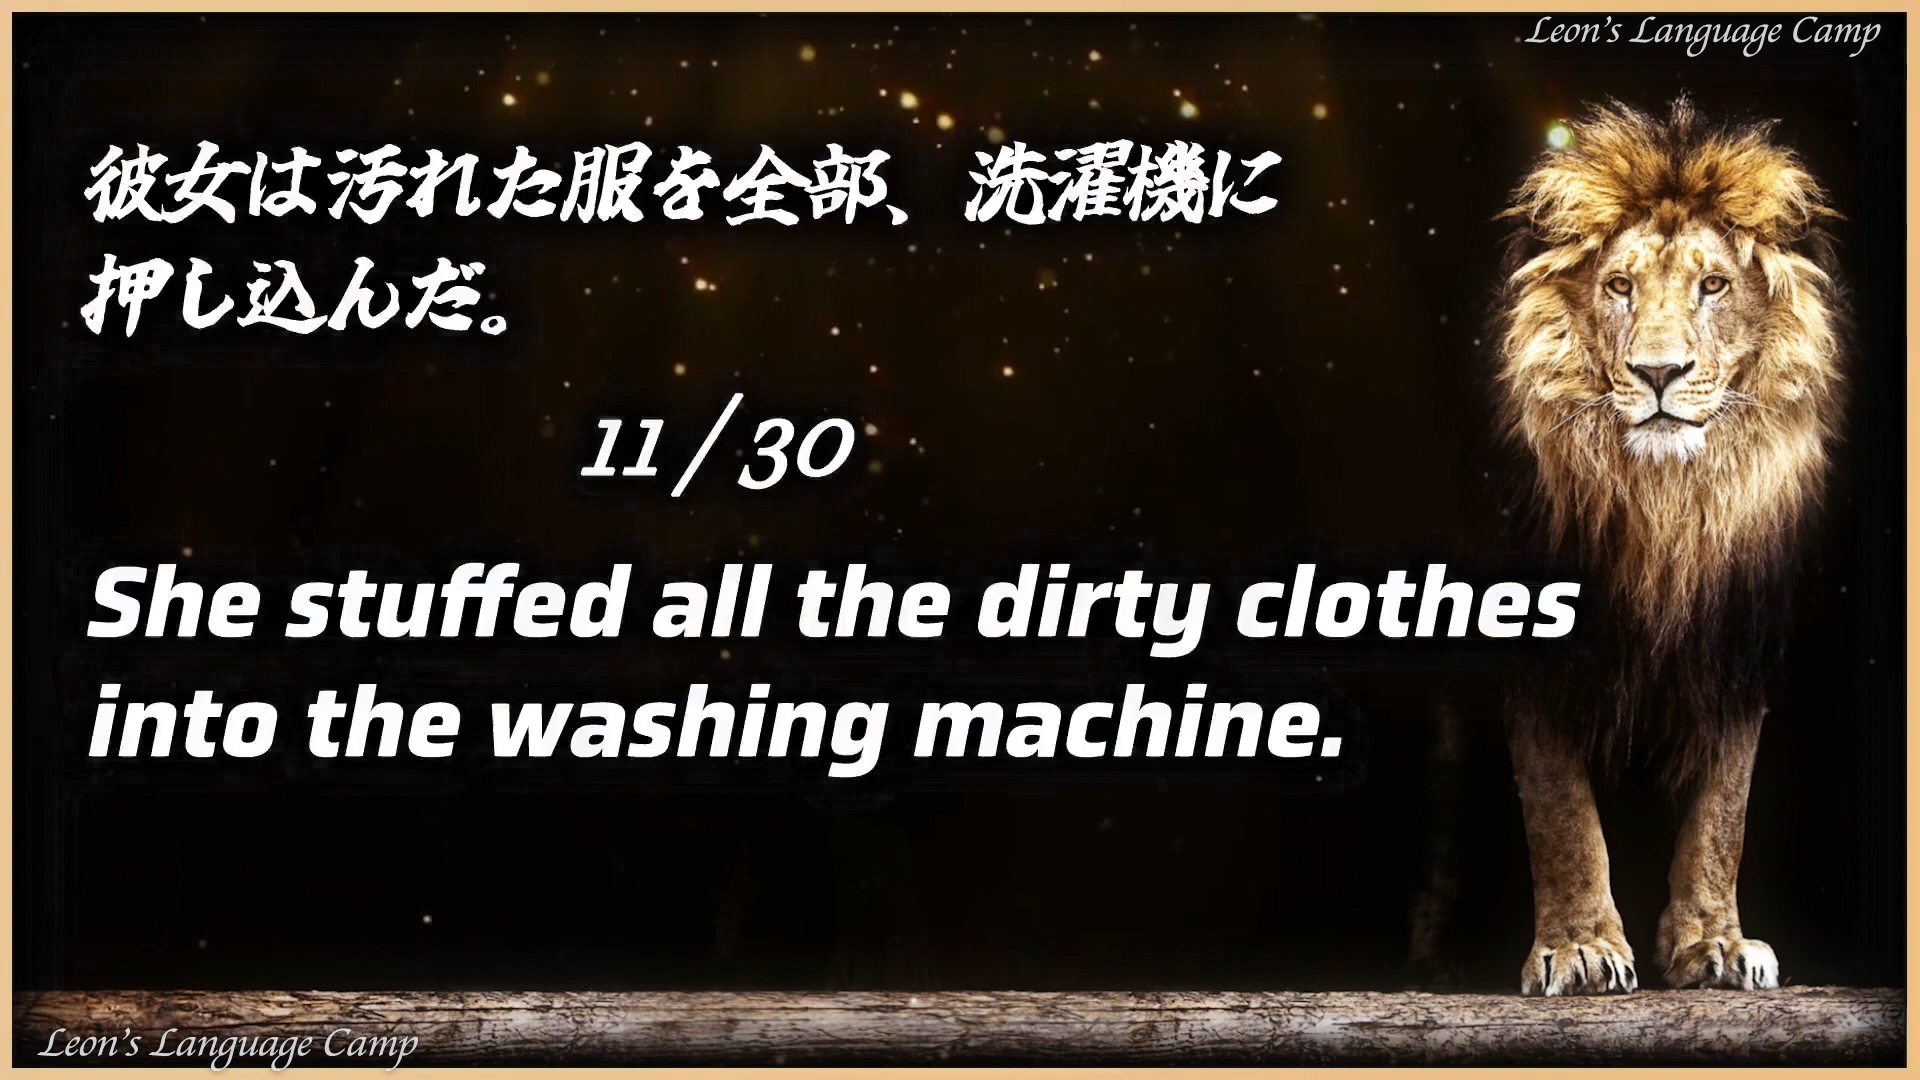 Leon's Language Camp
彼女は汚れた服を全部、洗濯機に
押し込んだ。
11/30
She stuffed all the dirty clothes
into the washing machine.
Leon's Language Camp